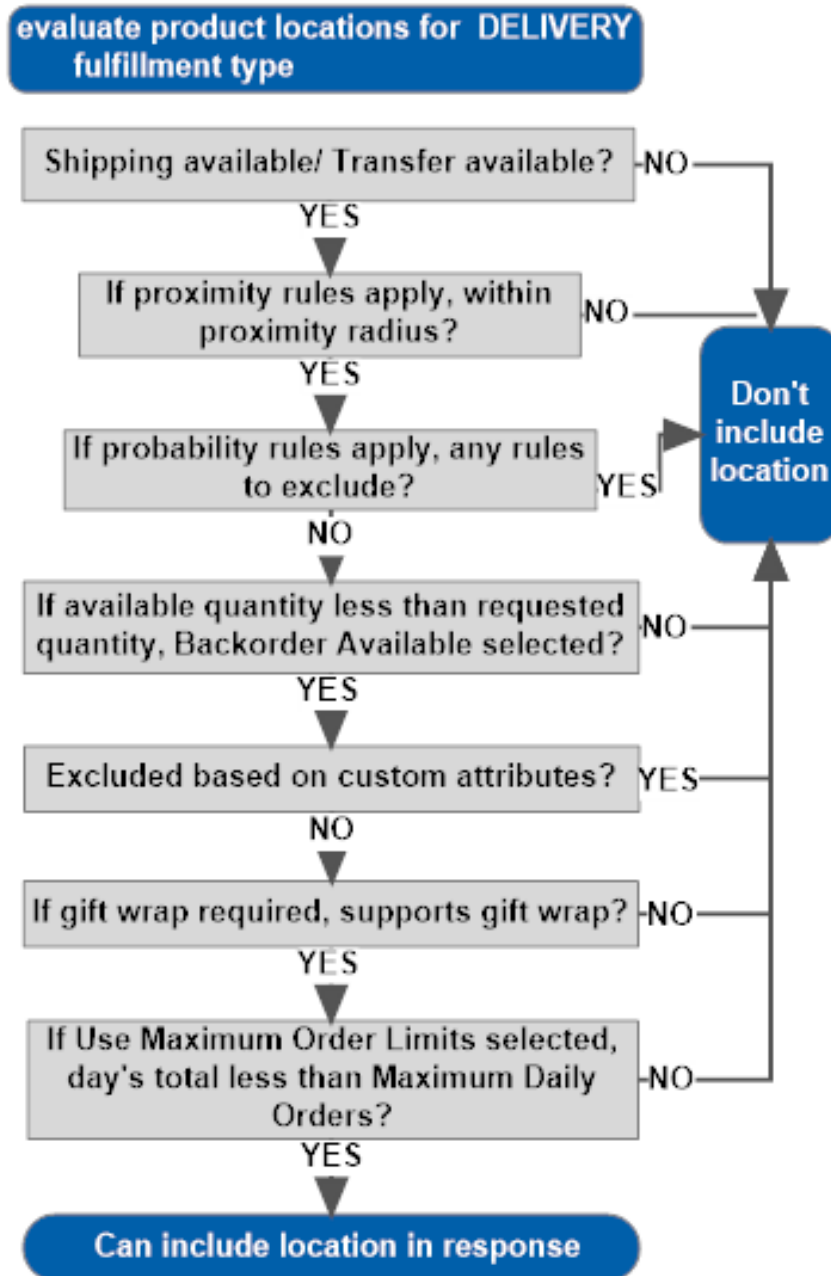 evaluate product locations for DELIVERY
fulfillment type
Shipping available/ Transfer available?
NO
YES
If proximity rules apply, within
proximity radius?
NO
YES
Don't
include
location
If probability rules apply, any rules
to exclude?
YES
NO
If available quantity less than requested
quantity, Backorder Available selected?
NO
YES
Excluded based on custom attributes?
YES
NO
If gift wrap required, supports gift wrap?
NO
YES
If Use Maximum Order Limits selected,
day's total less than Maximum Daily
Orders?
NO
YES
Can include location in response